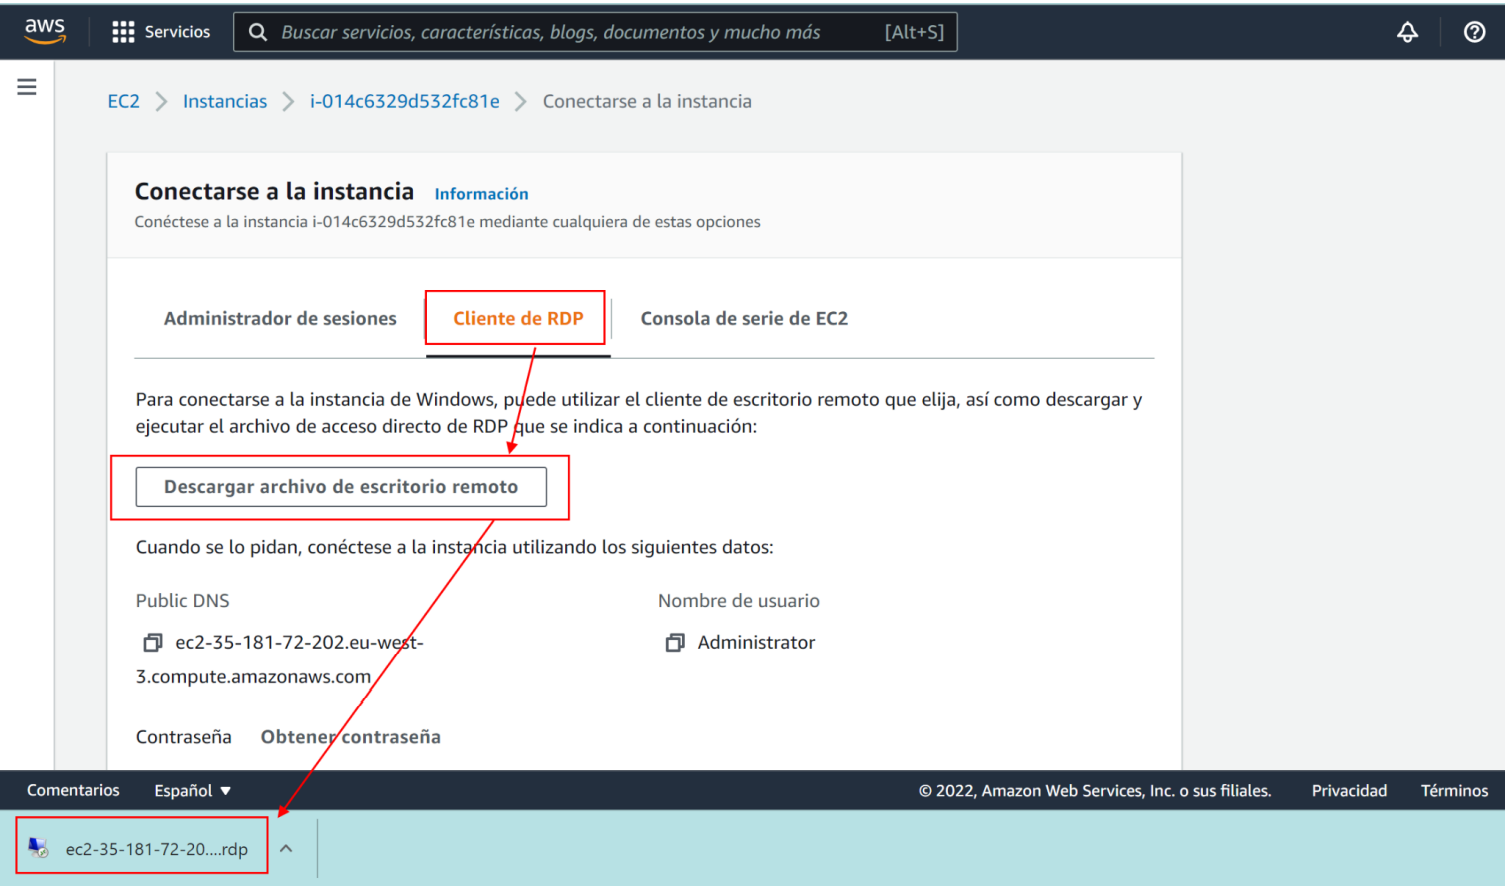 aws
Servicios
Buscar servicios, características, blogs, documentos y mucho más
[Alt+S]
EC2
Instancias
i-014c6329d532fc81e
Conectarse a la instancia
Conectarse a la instancia Información
Conéctese a la instancia i-014c6329d532fc81e mediante cualquiera de estas opciones
Administrador de sesiones
Cliente de RDP
Consola de serie de EC2
Para conectarse a la instancia de Windows, puede utilizar el cliente de escritorio remoto que elija, así como descargar y
ejecutar el archivo de acceso directo de RDP que se indica a continuación:
Descargar archivo de escritorio remoto
Cuando se lo pidan, conéctese a la instancia utilizando los siguientes datos:
Public DNS
ec2-35-181-72-202.eu-west-
3.compute.amazonaws.com
Nombre de usuario
Administrator
Contraseña Obtener contraseña
Comentarios
Español
© 2022, Amazon Web Services, Inc. o sus filiales.
Privacidad
Términos
ec2-35-181-72-20....rdp